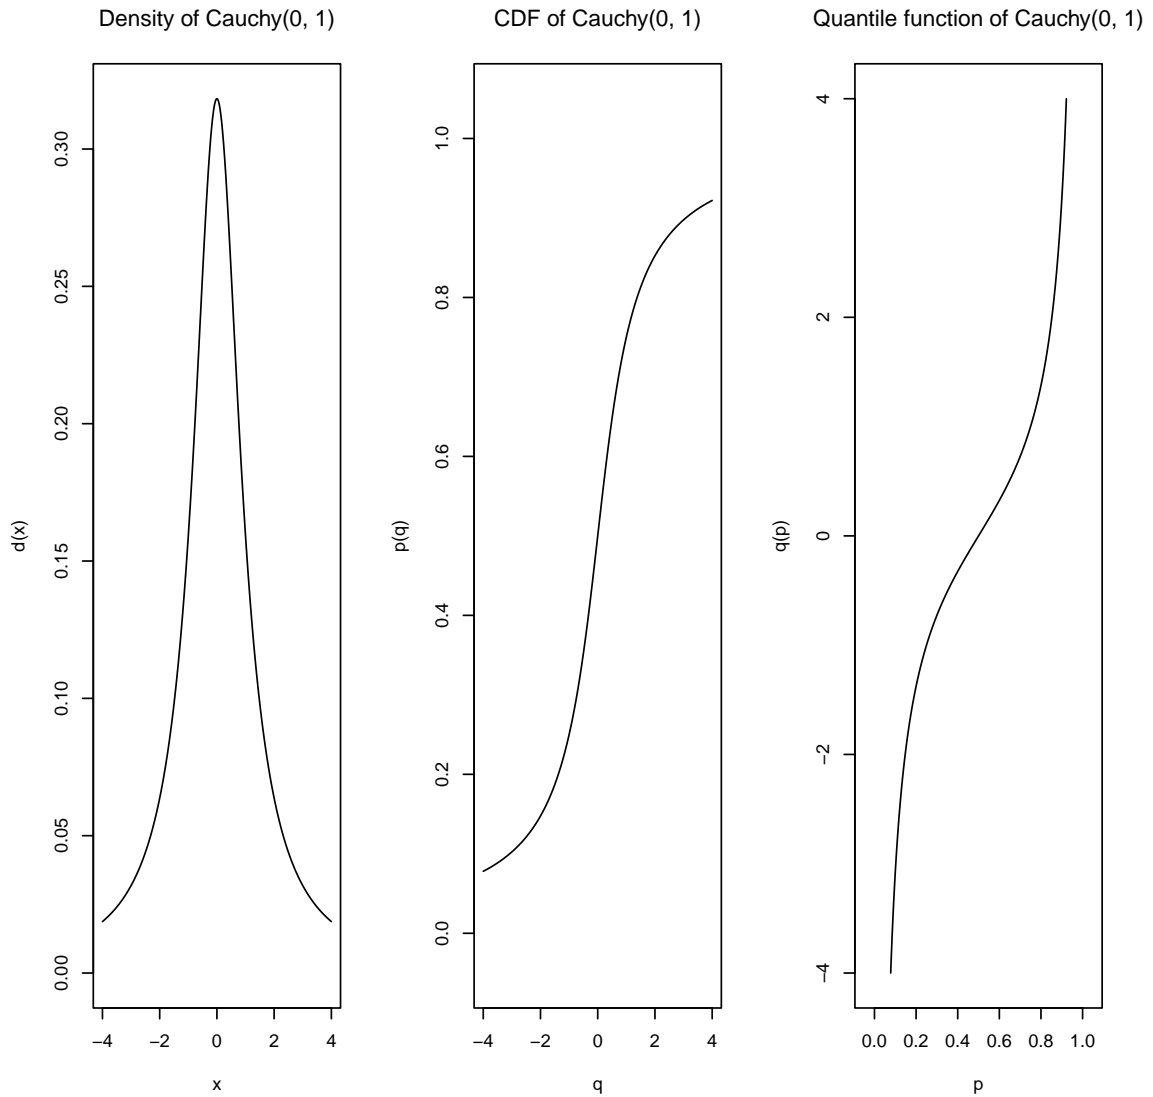 Density of Cauchy(0, 1)
d(x)
0.30
0.25
0.20
0.15
0.10
0.05
0.00
−4 −2 0 2 4
x
CDF of Cauchy(0, 1)
p(q)
1.0
0.8
0.6
0.4
0.2
0.0
−4 −2 0 2 4
q
Quantile function of Cauchy(0, 1)
q(p)
4
2
0
−2
−4
0.0 0.2 0.4 0.6 0.8 1.0
p